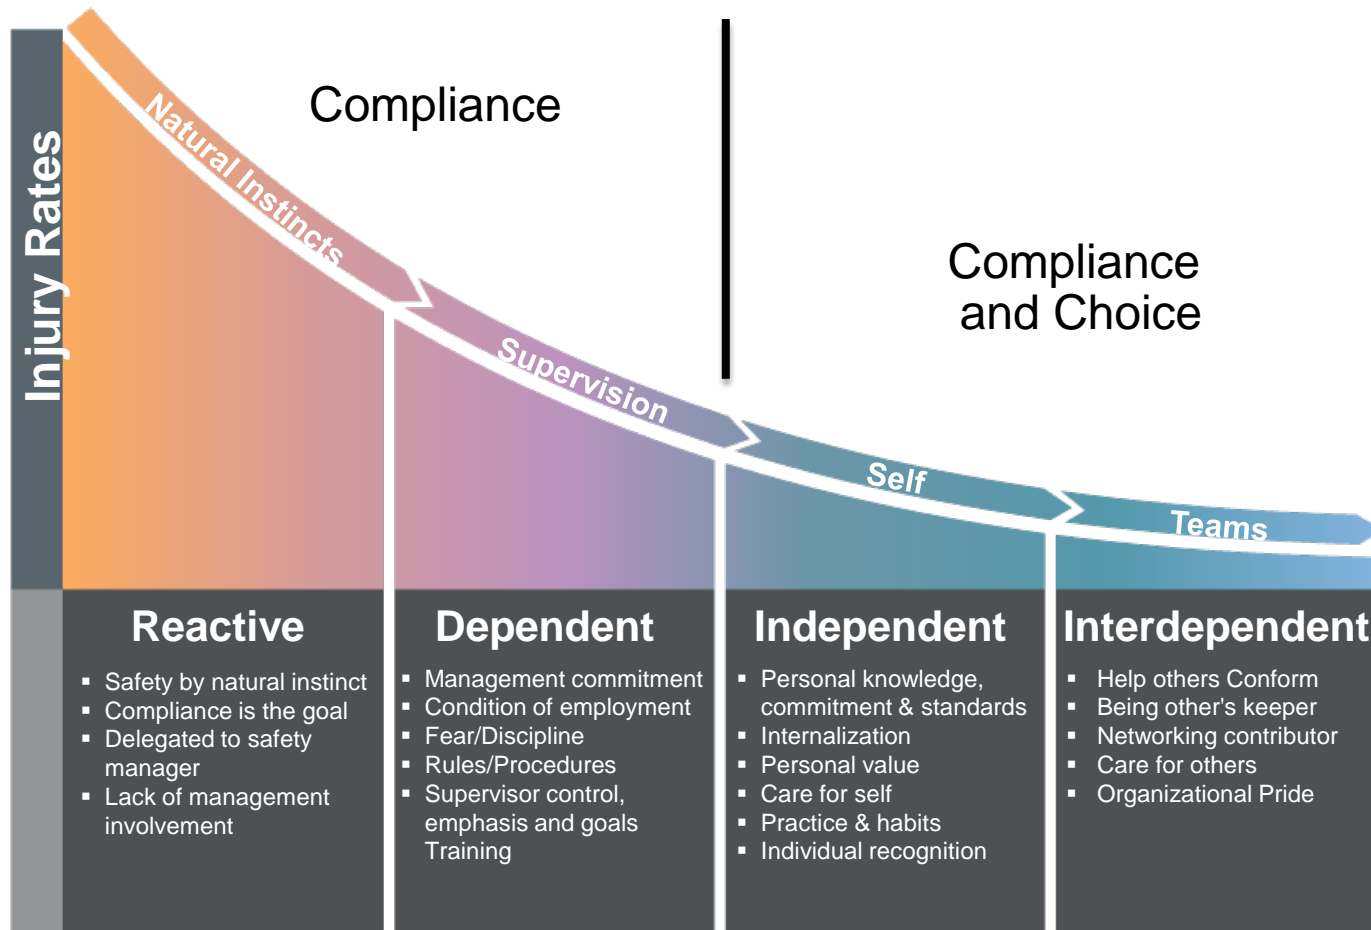 Compliance
Compliance
and Choice
Injury Rates
Natural Instincts
Supervision
Self
Teams
Reactive
▪ Safety by natural instinct
▪ Compliance is the goal
▪ Delegated to safety
manager
▪ Lack of management
involvement
Dependent
▪ Management commitment
▪ Condition of employment
▪ Fear/Discipline
▪ Rules/Procedures
▪ Supervisor control,
emphasis and goals
Training
Independent
▪ Personal knowledge,
commitment & standards
▪ Internalization
▪ Personal value
▪ Care for self
▪ Practice & habits
▪ Individual recognition
Interdependent
▪ Help others Conform
▪ Being other's keeper
▪ Networking contributor
▪ Care for others
▪ Organizational Pride